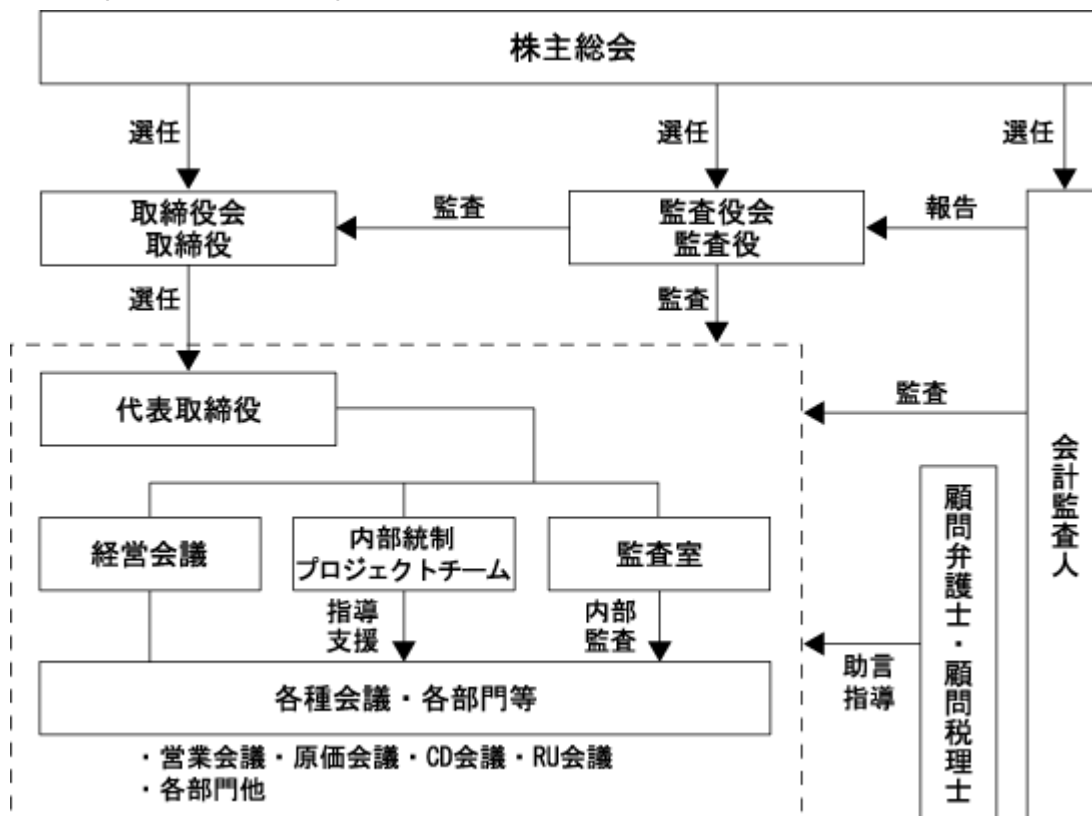 株主総会
選任
選任
選任
取締役会
取締役
監査
監査役会
監査役
報告
選任
監査
代表取締役
監査
会計監査人
顧問弁護士・顧問税理士
経営会議
内部統制
プロジェクトチーム
監査室
指導
支援
内部
監査
助言
指導
各種会議・各部門等
・営業会議・原価会議・CD会議・RU会議
・各部門他